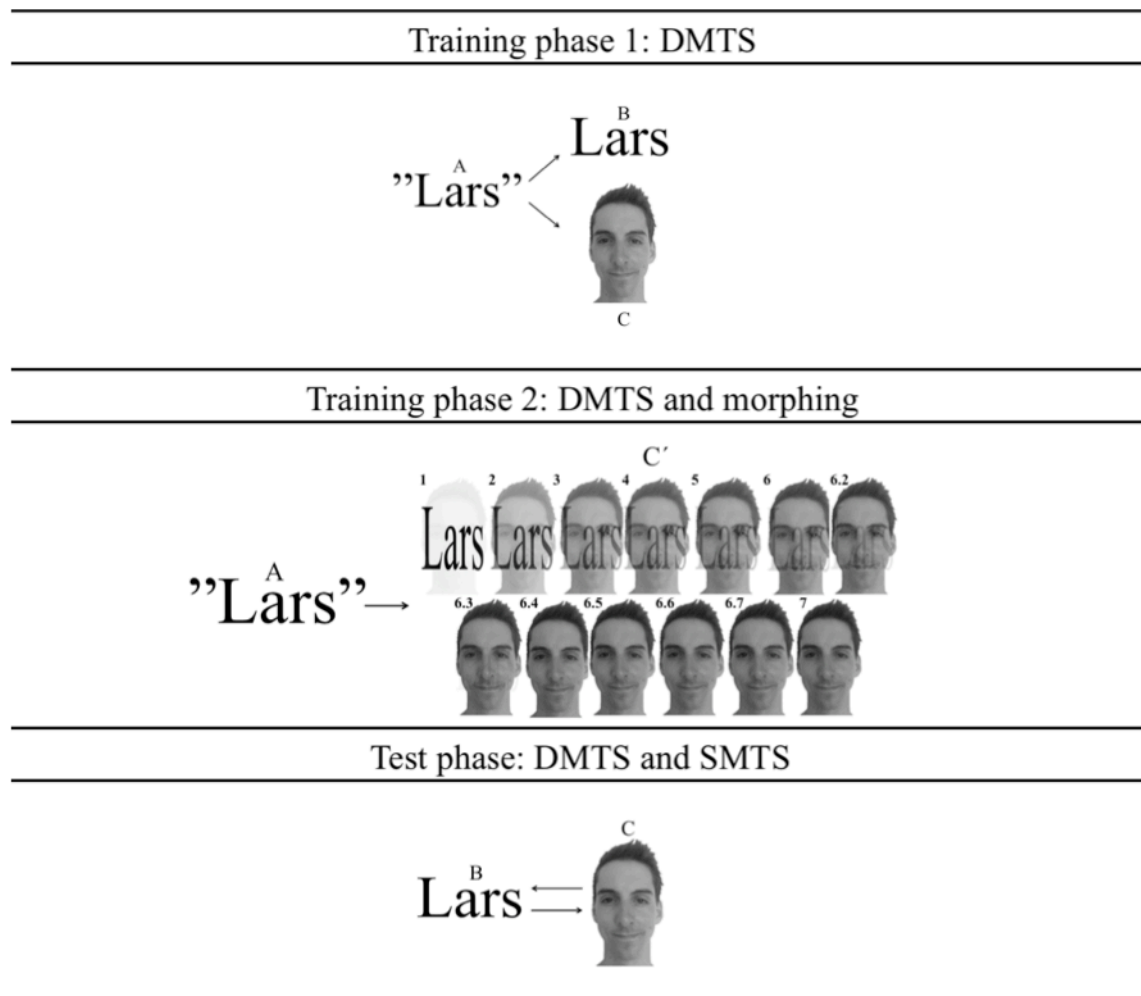 Training phase 1: DMTS
B
Lars
A
”Lars”
C
Training phase 2: DMTS and morphing
C´
1 2 3 4 5 6 6.2
Lars Lars Lars Lars Lars Lars
A
”Lars”
6.3 6.4 6.5 6.6 6.7 7
Test phase: DMTS and SMTS
C
B
Lars